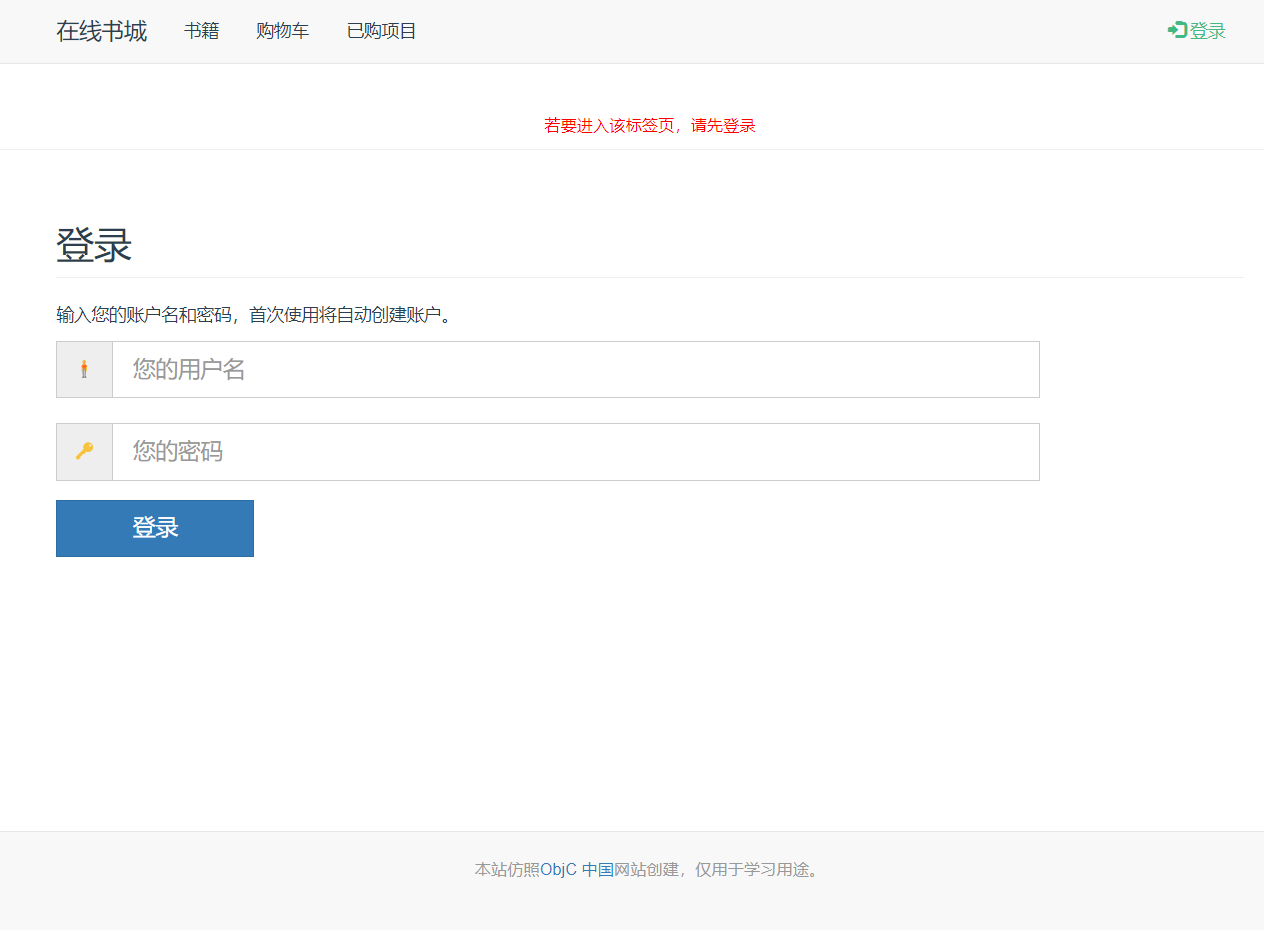 在线书城 书籍 购物车 已购项目 登录
若要进入该标签页，请先登录
登录
输入您的账户名和密码，首次使用将自动创建账户。
您的用户名
您的密码
登录
本站仿照ObjC 中国网站创建，仅用于学习用途。